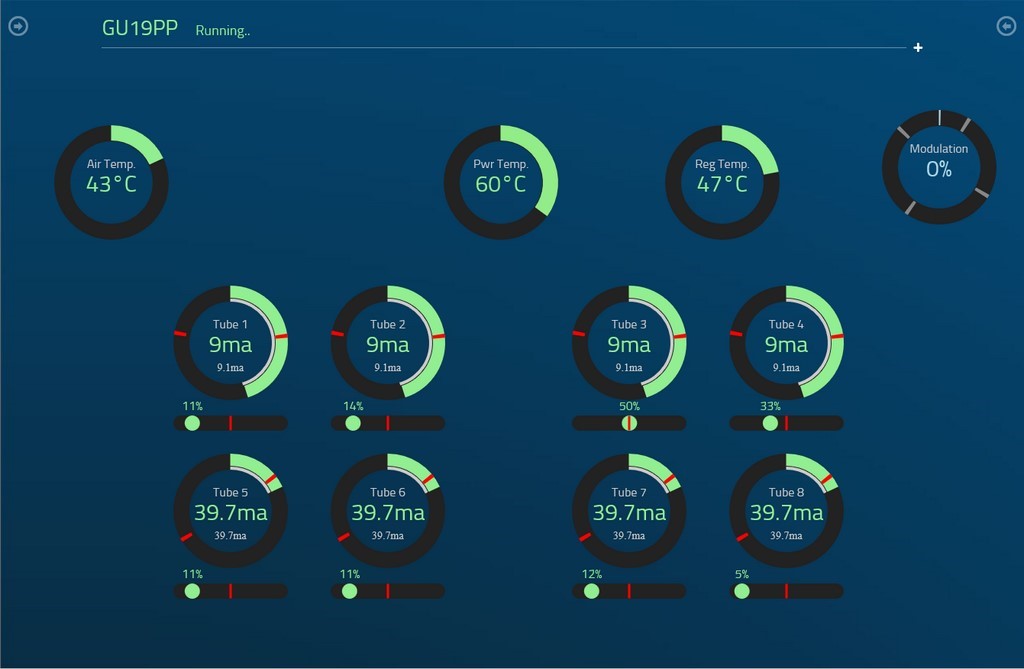 GU19PP Running..
Air Temp.
43°C
Pwr Temp.
60°C
Reg Temp.
47°C
Modulation
0%
Tube 1
9ma
9.1ma
11%
Tube 2
9ma
9.1ma
14%
Tube 3
9ma
9.1ma
50%
Tube 4
9ma
9.1ma
33%
Tube 5
39.7ma
39.7ma
11%
Tube 6
39.7ma
39.7ma
11%
Tube 7
39.7ma
39.7ma
12%
Tube 8
39.7ma
39.7ma
5%